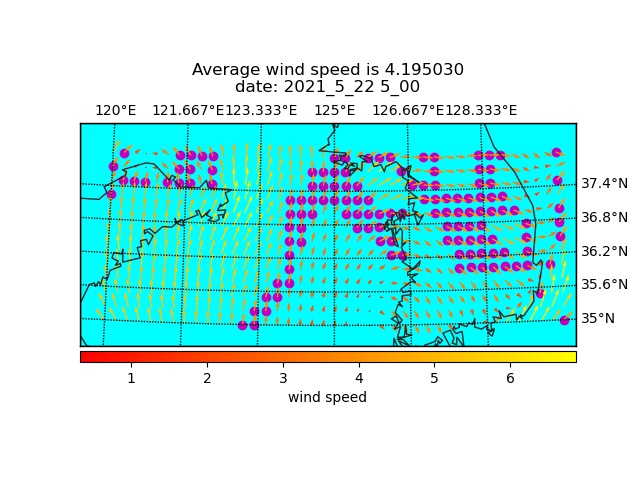 Average wind speed is 4.195030
date: 2021_5_22 5_00
120°E 121.667°E 123.333°E 125°E 126.667°E 128.333°E
37.4°N
36.8°N
36.2°N
35.6°N
35°N
1 2 3 4 5 6
wind speed